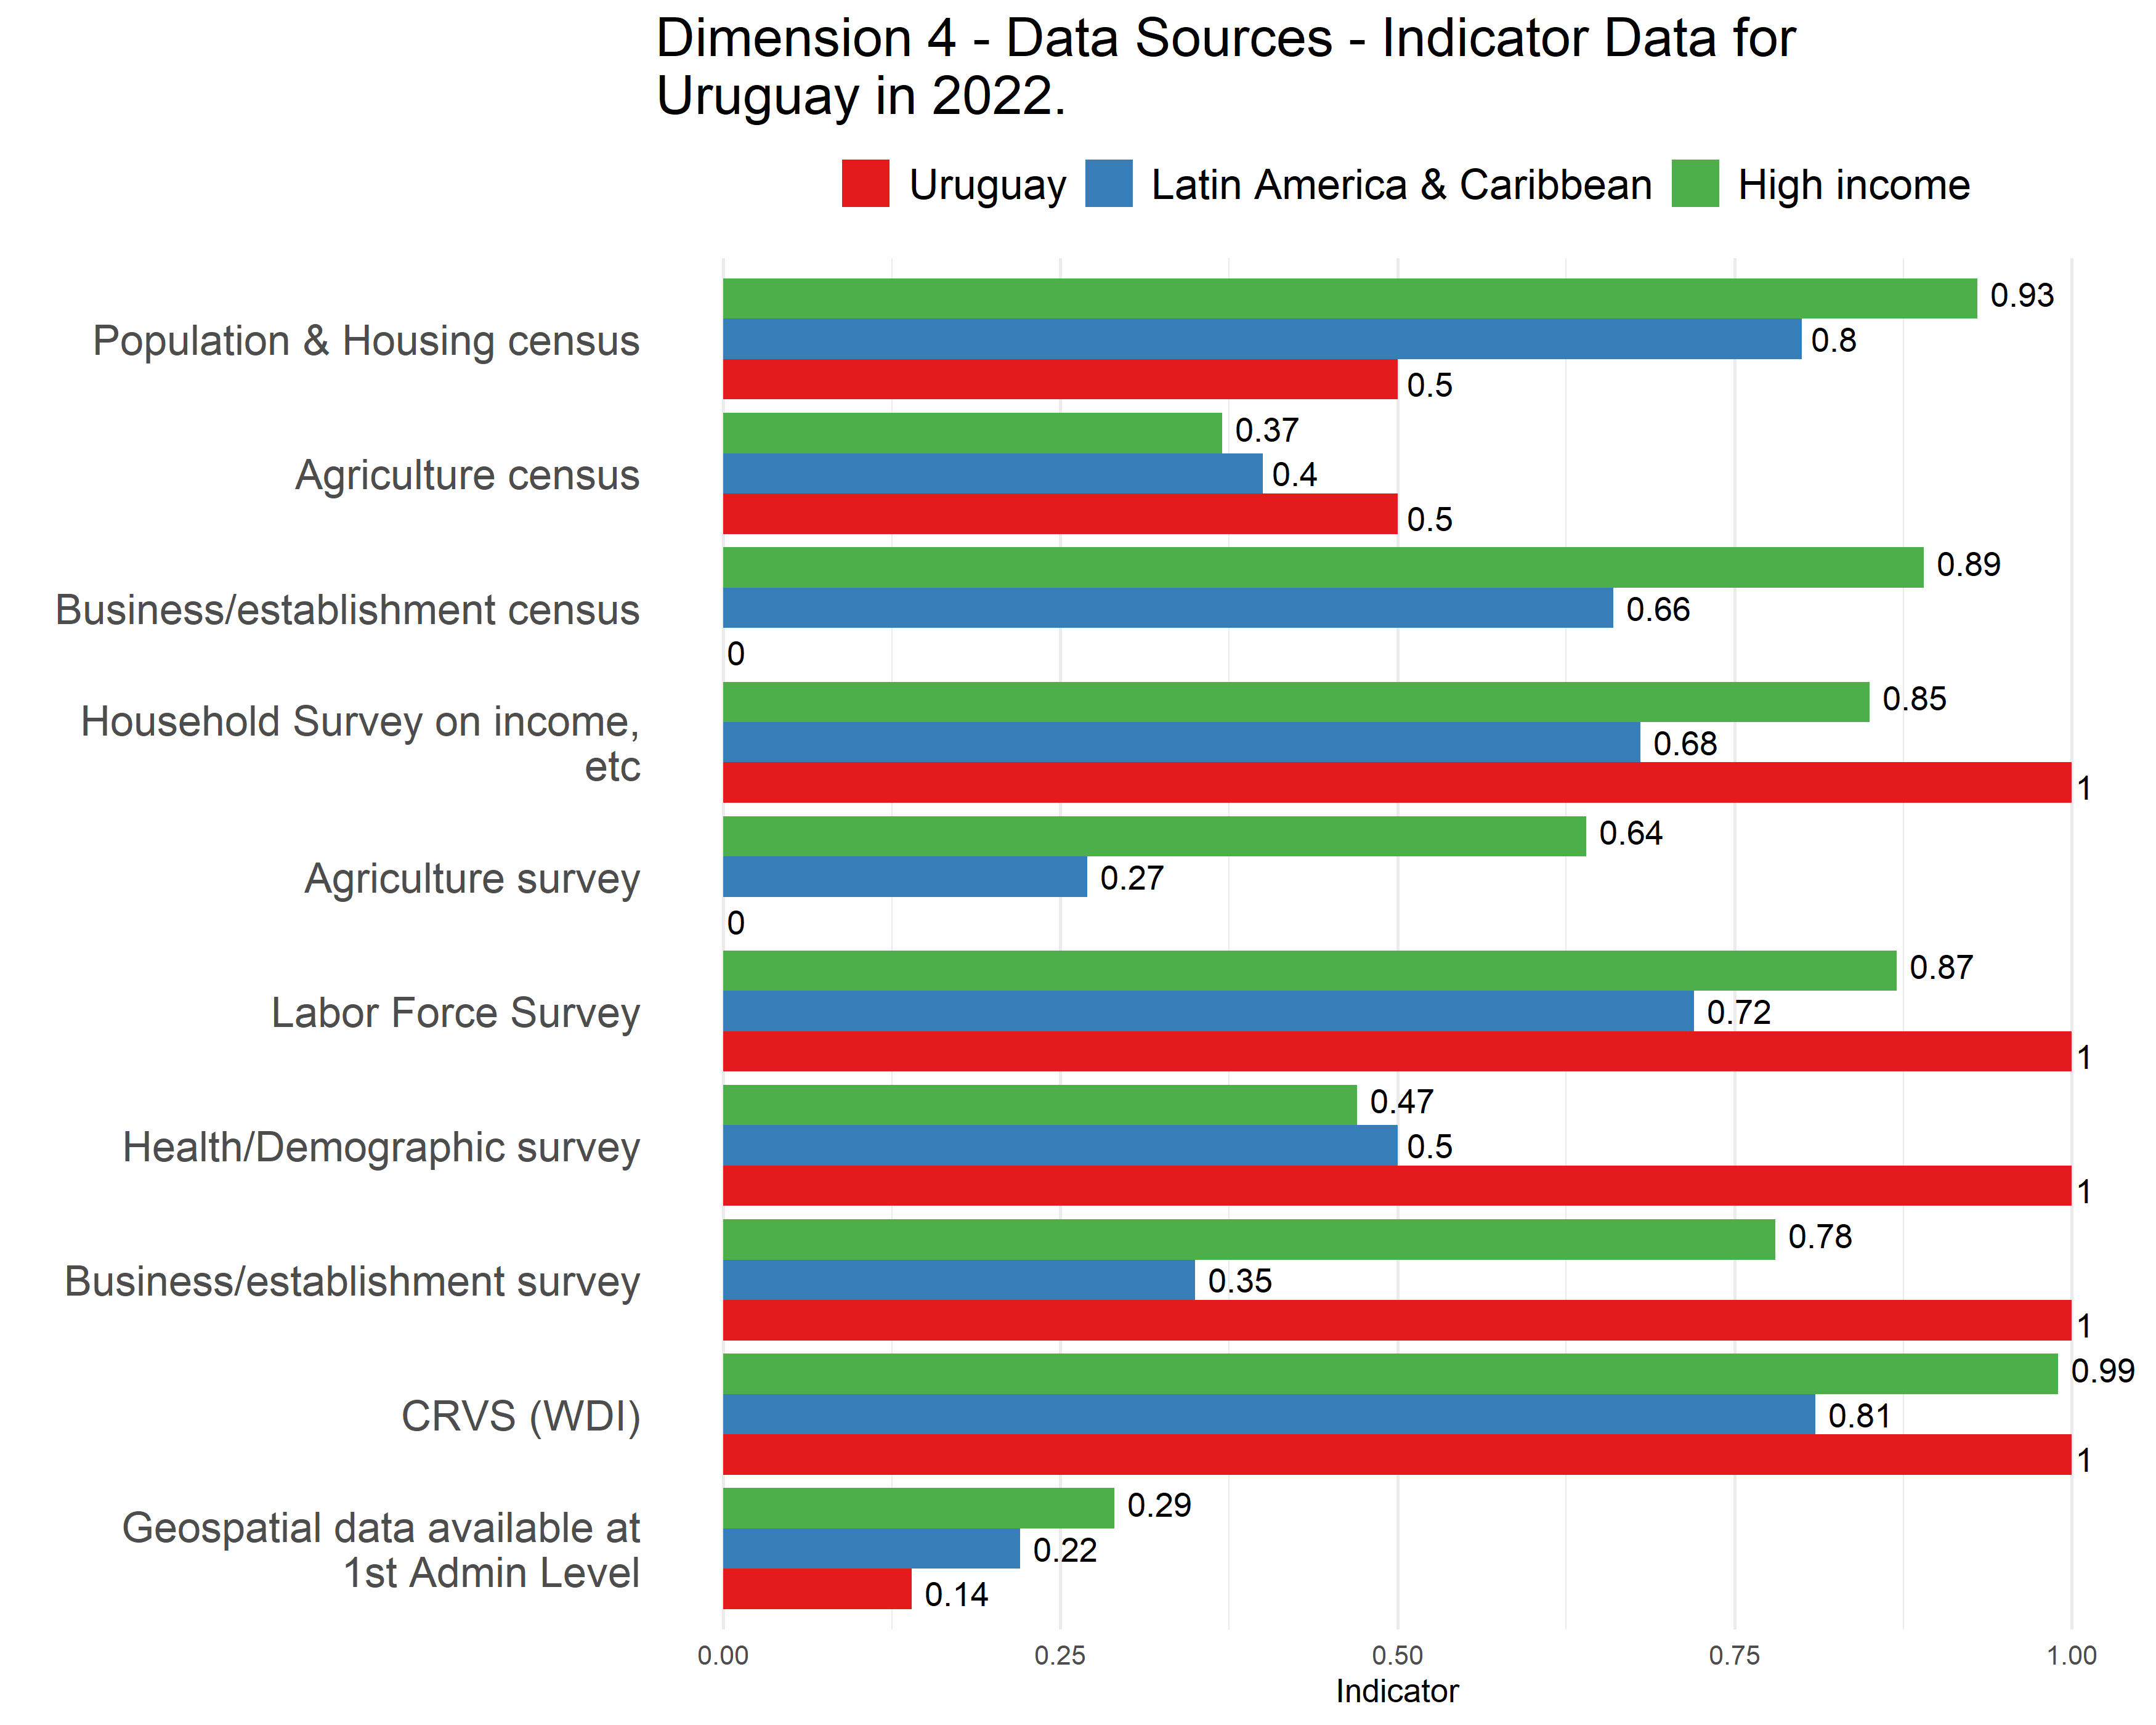 Dimension 4 - Data Sources - Indicator Data for
Uruguay in 2022.
Uruguay Latin America & Caribbean High income
Population & Housing census
0.93
0.8
0.5
Agriculture census
0.37
0.4
0.5
Business/establishment census
0.89
0.66
0
Household Survey on income,
etc
0.85
0.68
1
Agriculture survey
0.64
0.27
0
Labor Force Survey
0.87
0.72
1
Health/Demographic survey
0.47
0.5
1
Business/establishment survey
0.78
0.35
1
CRVS (WDI)
0.99
0.81
1
Geospatial data available at
1st Admin Level
0.29
0.22
0.14
0.00 0.25 0.50 0.75 1.00
Indicator